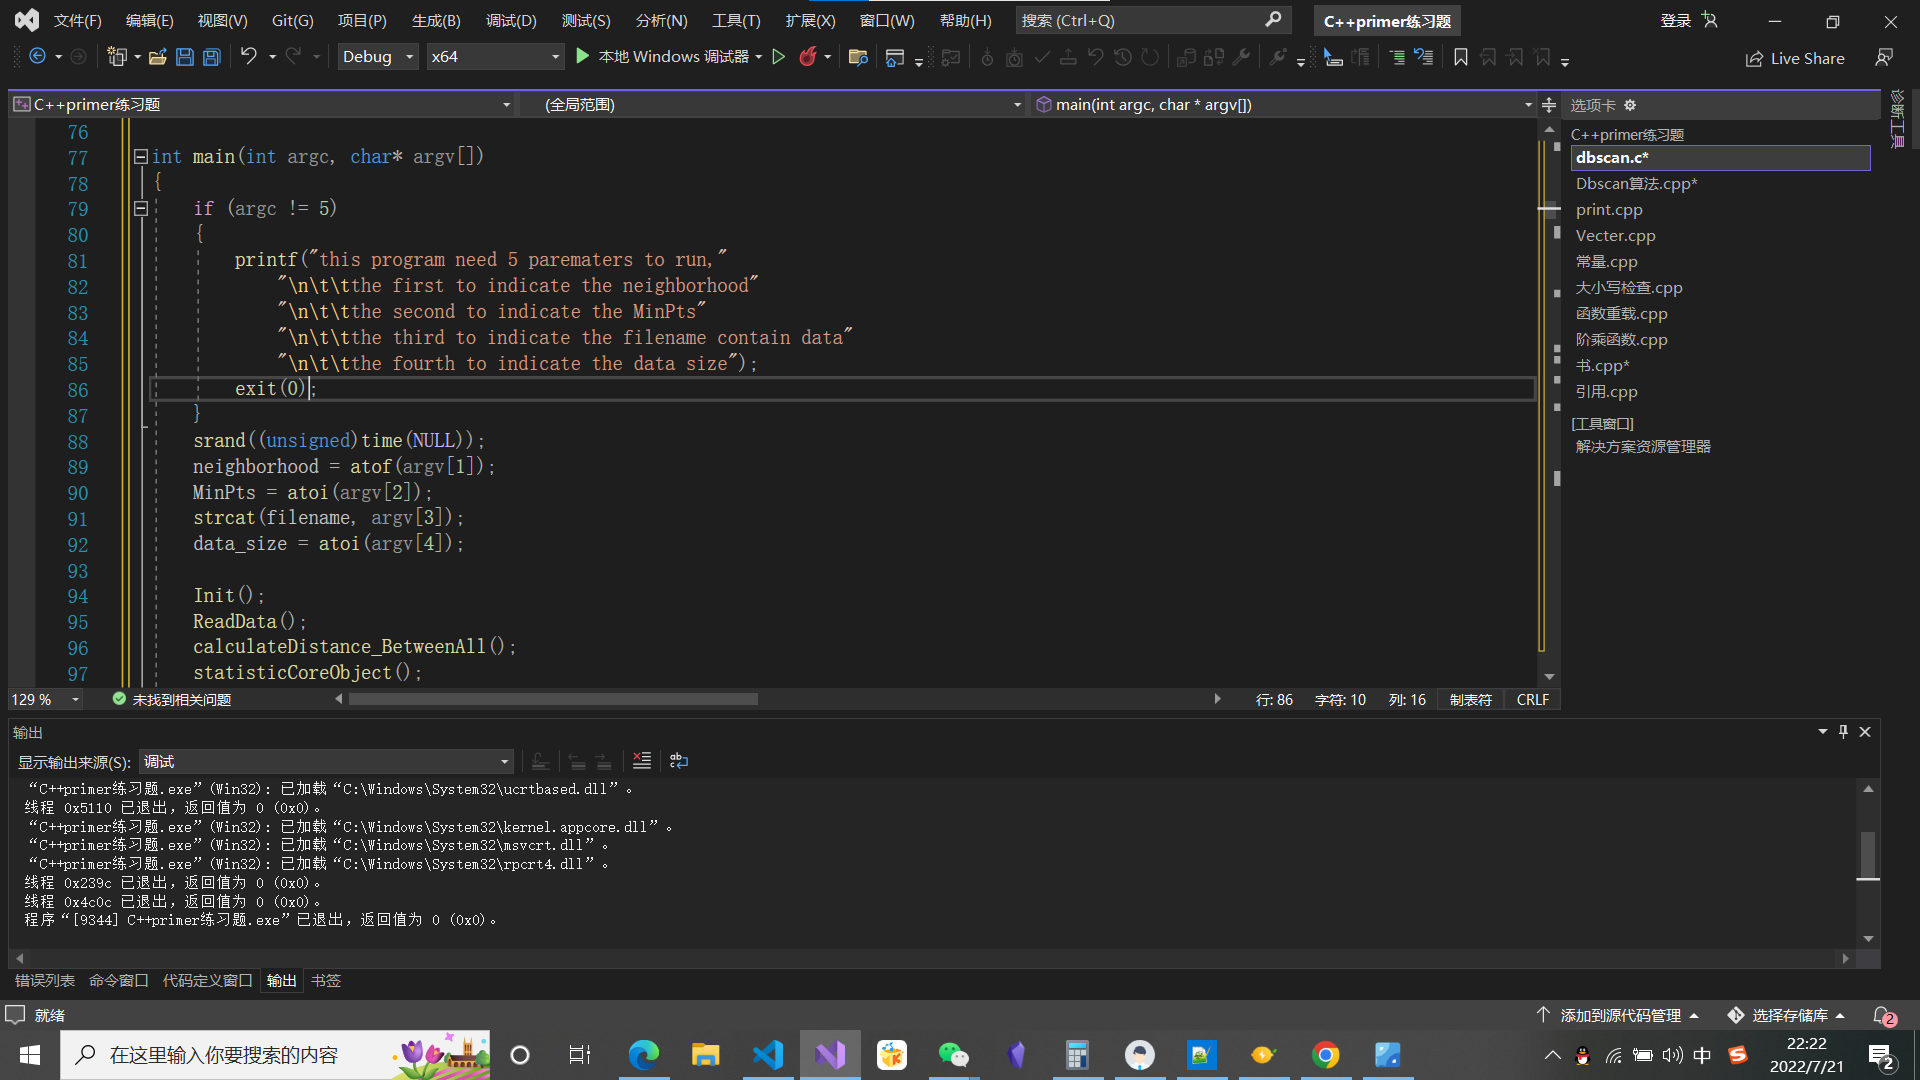 文件(F) 编辑(E) 视图(V) Git(G) 项目(P) 生成(B) 调试(D) 测试(S) 分析(N) 工具(T) 扩展(X) 窗口(W) 帮助(H) 搜索 (Ctrl+Q) C++primer练习题 登录
Debug x64 本地 Windows 调试器 Live Share
C++primer练习题 (全局范围) main(int argc, char * argv[])
76
77 int main(int argc, char* argv[])
78 {
79 if (argc != 5)
80 {
81 printf("this program need 5 parematers to run,"
82 "\n\t\tthe first to indicate the neighborhood"
83 "\n\t\tthe second to indicate the MinPts"
84 "\n\t\tthe third to indicate the filename contain data"
85 "\n\t\tthe fourth to indicate the data size");
86 exit(0);
87 }
88 srand((unsigned)time(NULL));
89 neighborhood = atof(argv[1]);
90 MinPts = atoi(argv[2]);
91 strcat(filename, argv[3]);
92 data_size = atoi(argv[4]);
93
94 Init();
95 ReadData();
96 calculateDistance_BetweenAll();
97 statisticCoreObject();
129 % 未找到相关问题 行: 86 字符: 10 列: 16 制表符 CRLF
选项卡
C++primer练习题
dbscan.c*
Dbscan算法.cpp*
print.cpp
Vecter.cpp
常量.cpp
大小写检查.cpp
函数重载.cpp
阶乘函数.cpp
书.cpp*
引用.cpp
[工具窗口]
解决方案资源管理器
诊断工具
输出
显示输出来源(S): 调试
“C++primer练习题.exe”(Win32): 已加载“C:\Windows\System32\ucrtbased.dll”。
线程 0x5110 已退出，返回值为 0 (0x0)。
“C++primer练习题.exe”(Win32): 已加载“C:\Windows\System32\kernel.appcore.dll”。
“C++primer练习题.exe”(Win32): 已加载“C:\Windows\System32\msvcrt.dll”。
“C++primer练习题.exe”(Win32): 已加载“C:\Windows\System32\rpcrt4.dll”。
线程 0x239c 已退出，返回值为 0 (0x0)。
线程 0x4c0c 已退出，返回值为 0 (0x0)。
程序“[9344] C++primer练习题.exe”已退出，返回值为 0 (0x0)。
错误列表 命令窗口 代码定义窗口 输出 书签
就绪 添加到源代码管理 选择存储库 2
在这里输入你要搜索的内容 中 22:22
2022/7/21 2